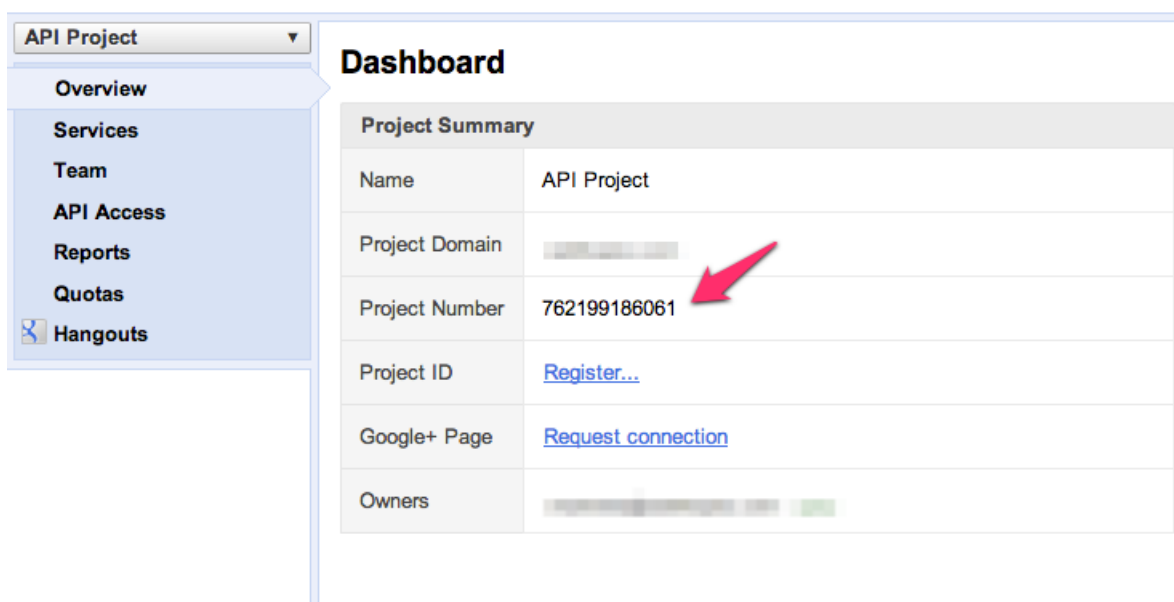 API Project
Overview
Services
Team
API Access
Reports
Quotas
Hangouts
Dashboard
Project Summary
Name API Project
Project Domain
Project Number 762199186061
Project ID Register...
Google+ Page Request connection
Owners